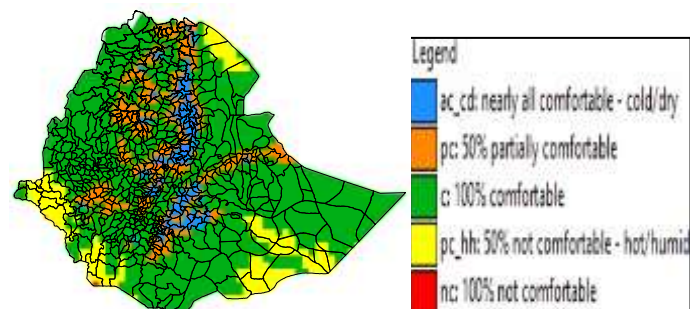 Legend
ac_cd: nearly all comfortable - cold/dry
pc: 50% partially comfortable
c: 100% comfortable
pc_hh: 50% not comfortable - hot/humid
nc: 100% not comfortable